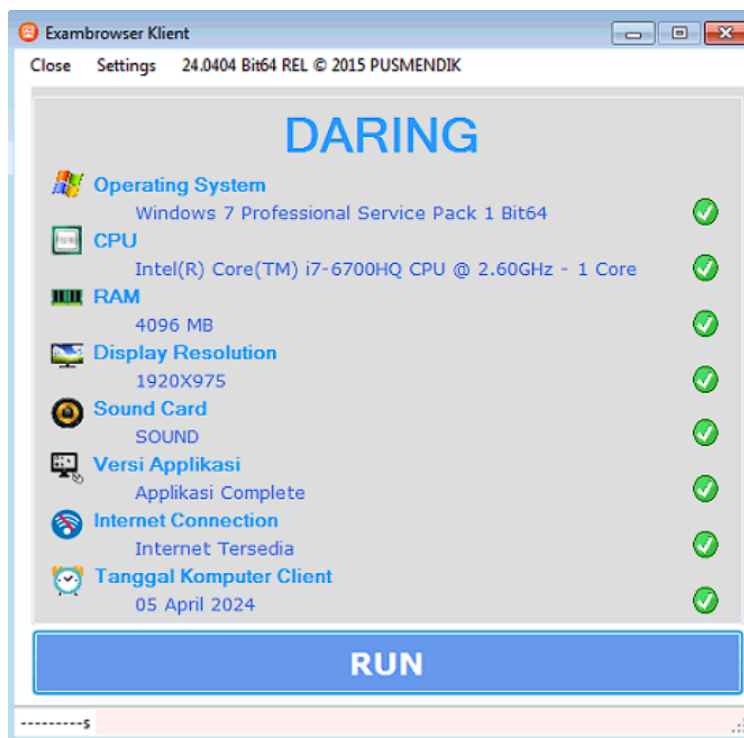 Exambrowser Klient
Close Settings 24.0404 Bit64 REL © 2015 PUSMENDIK
DARING
Operating System
Windows 7 Professional Service Pack 1 Bit64
CPU
Intel(R) Core(TM) i7-6700HQ CPU @ 2.60GHz - 1 Core
RAM
4096 MB
Display Resolution
1920X975
Sound Card
SOUND
Versi Applikasi
Applikasi Complete
Internet Connection
Internet Tersedia
Tanggal Komputer Client
05 April 2024
RUN
---------s